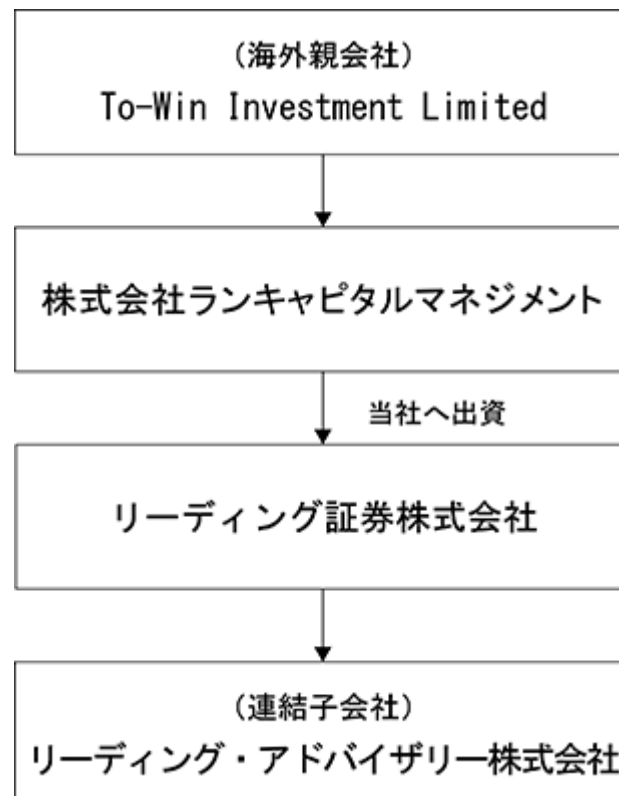 （海外親会社）
To-Win Investment Limited
株式会社ランキャピタルマネジメント
当社へ出資
リーディング証券株式会社
（連結子会社）
リーディング・アドバイザリー株式会社